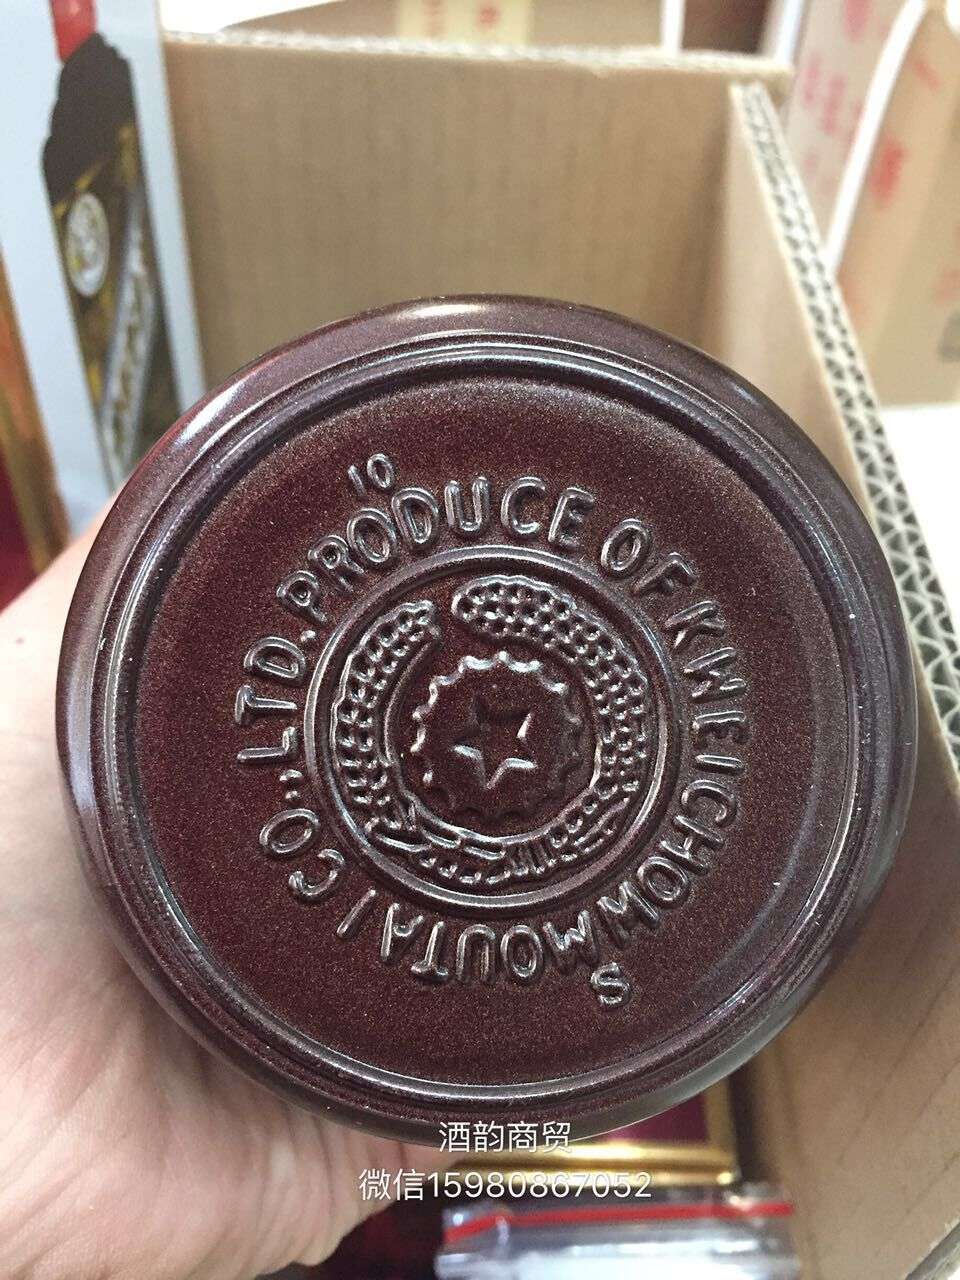 10
PRODUCE OF KWEICHOW MOUTAI CO., LTD.
S
酒韵商贸
微信15980867052